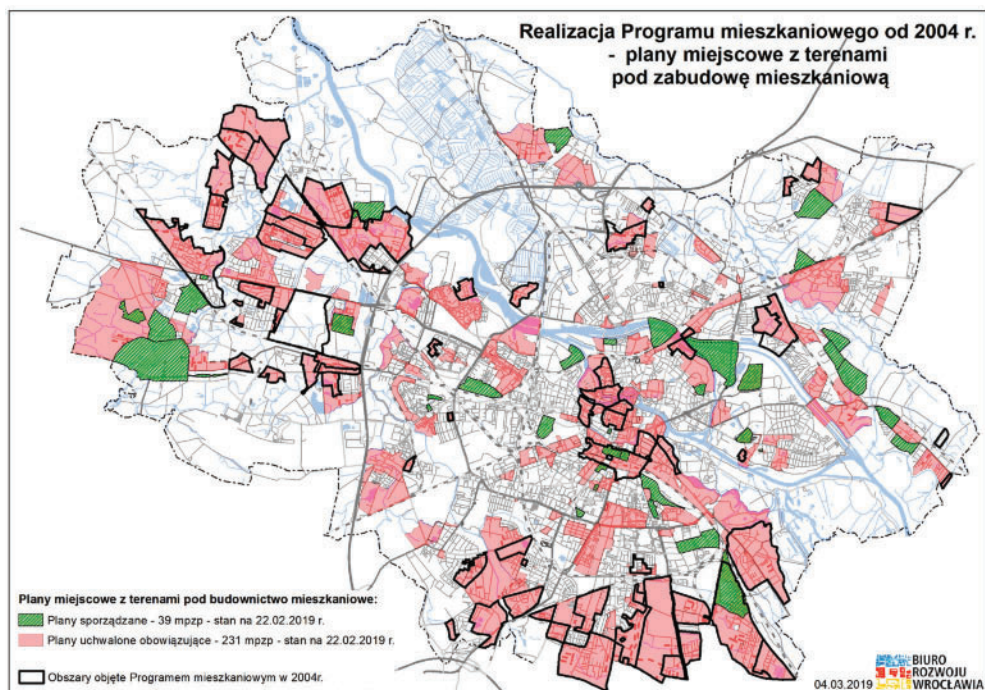 Realizacja Programu mieszkaniowego od 2004 r.
- plany miejscowe z terenami
pod zabudowę mieszkaniową
Plany miejscowe z terenami pod budownictwo mieszkaniowe:
Plany sporządzane - 39 mpzp - stan na 22.02.2019 r.
Plany uchwalone obowiązujące - 231 mpzp - stan na 22.02.2019 r.
Obszary objęte Programem mieszkaniowym w 2004r.
04.03.2019
BIURO
ROZWOJU
WROCŁAWIA